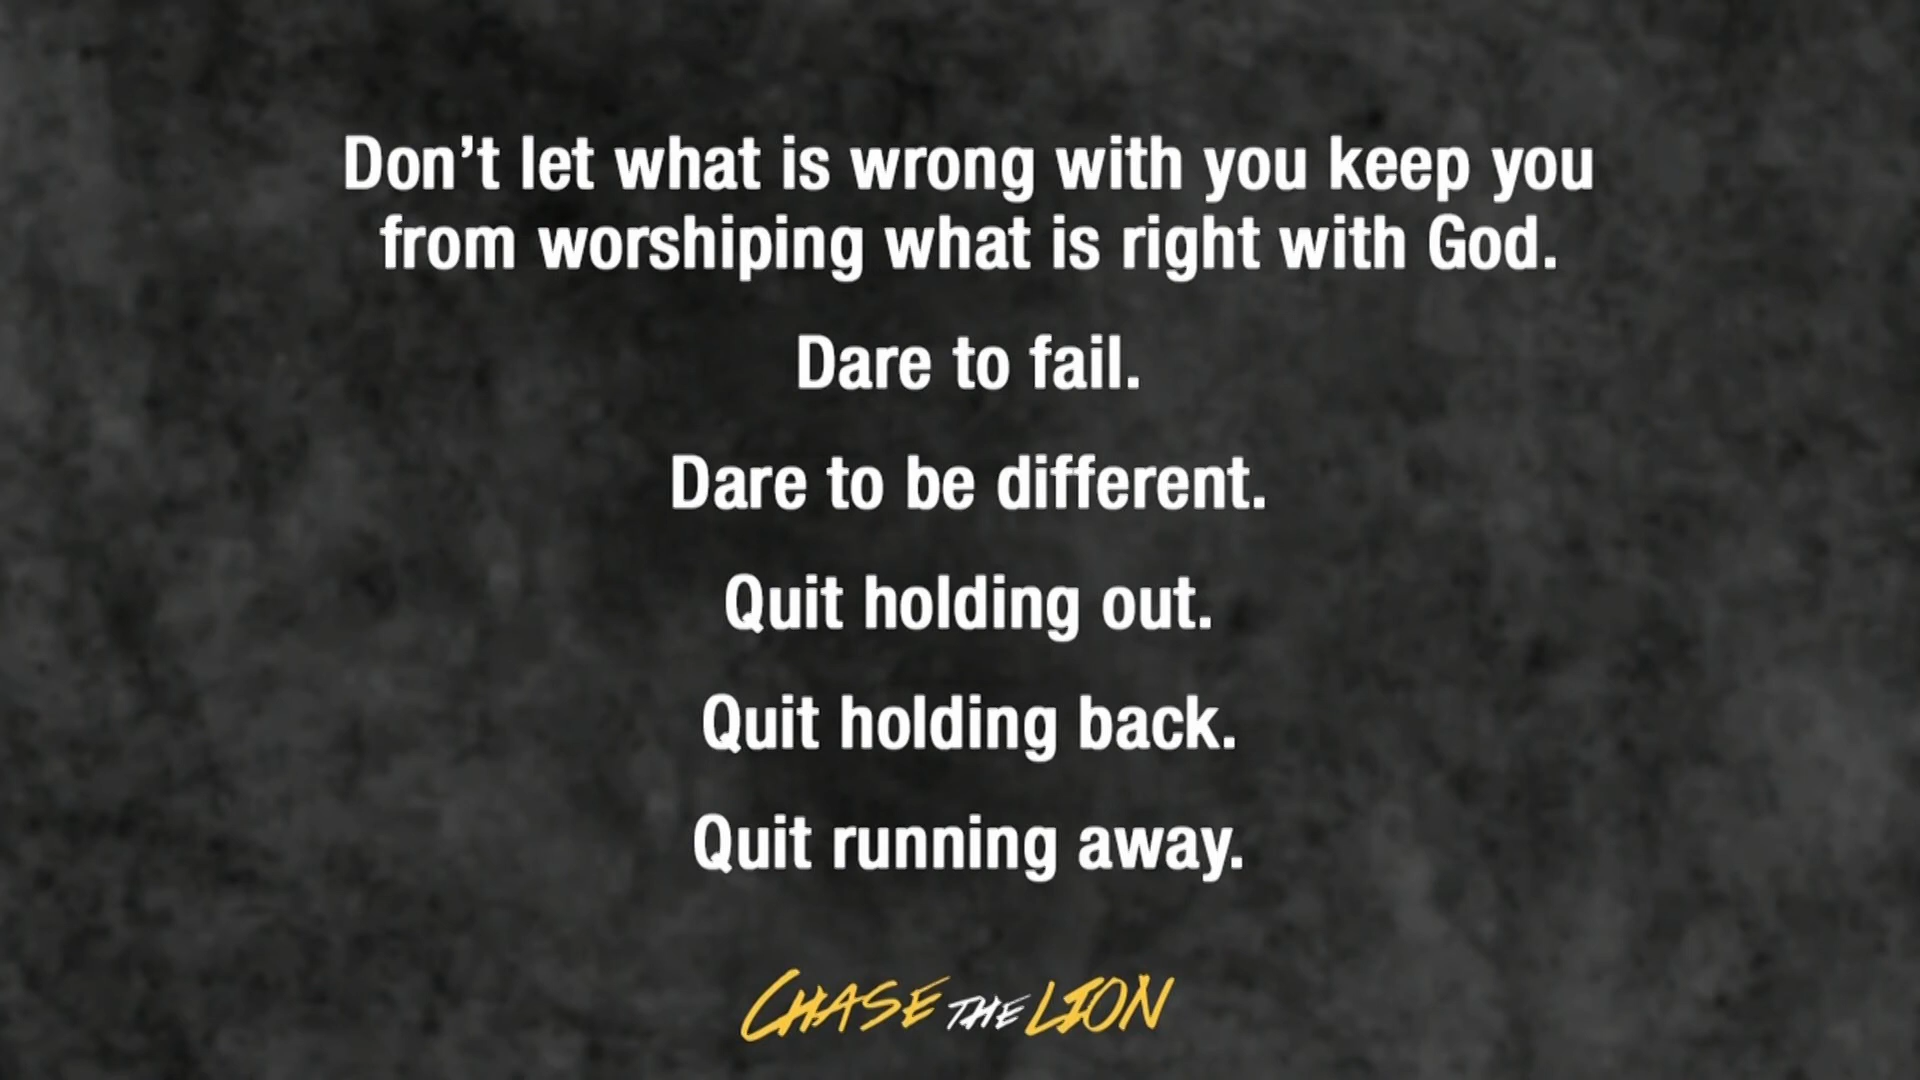 Don’t let what is wrong with you keep you
from worshiping what is right with God.
Dare to fail.
Dare to be different.
Quit holding out.
Quit holding back.
Quit running away.
CHASE THE LION